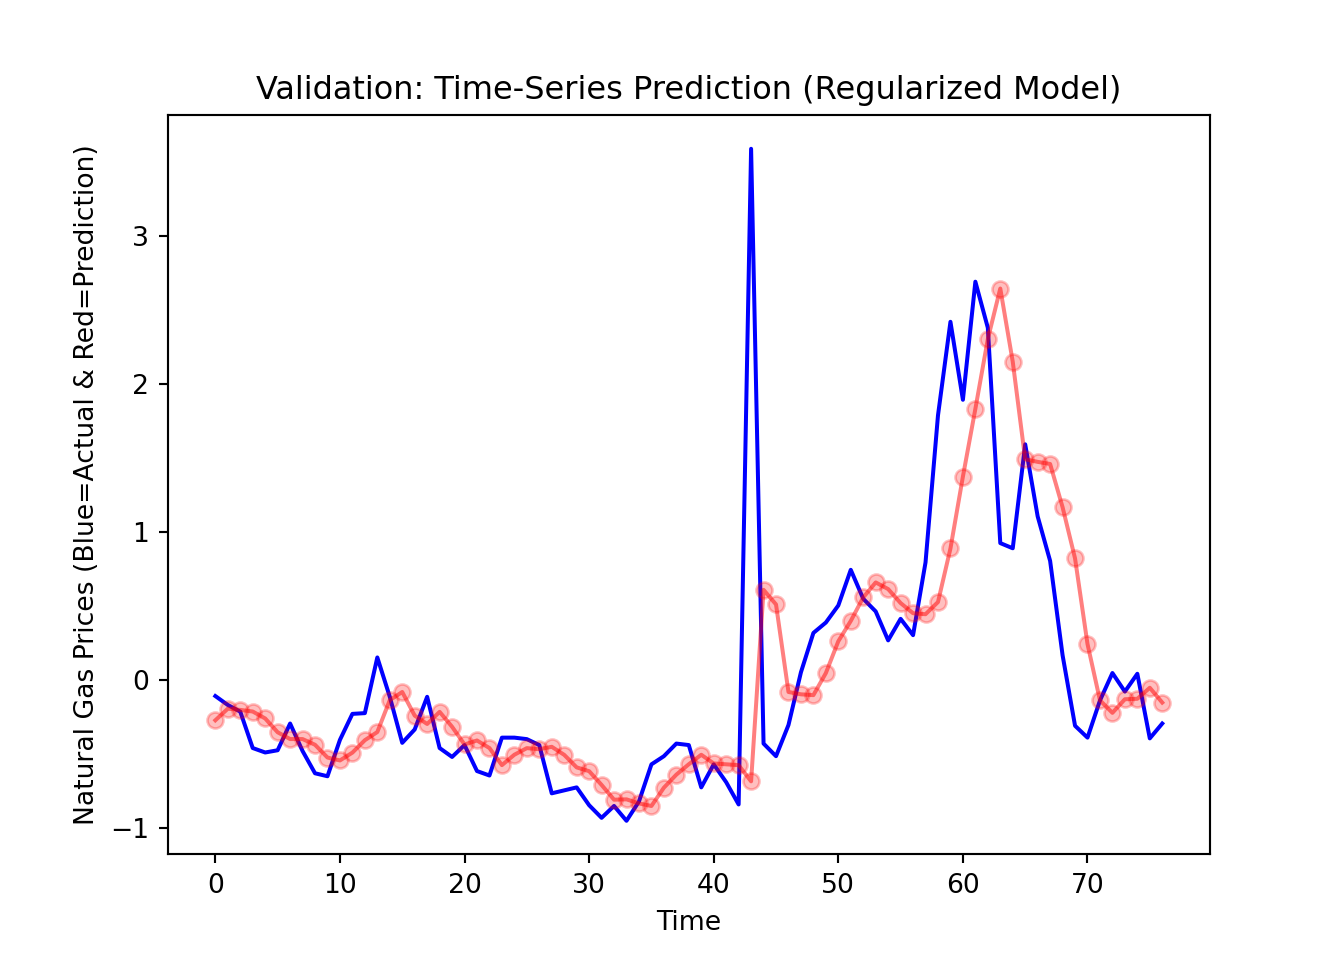 Validation: Time-Series Prediction (Regularized Model)
Natural Gas Prices (Blue=Actual & Red=Prediction)
3
2
1
0
−1
0 10 20 30 40 50 60 70
Time